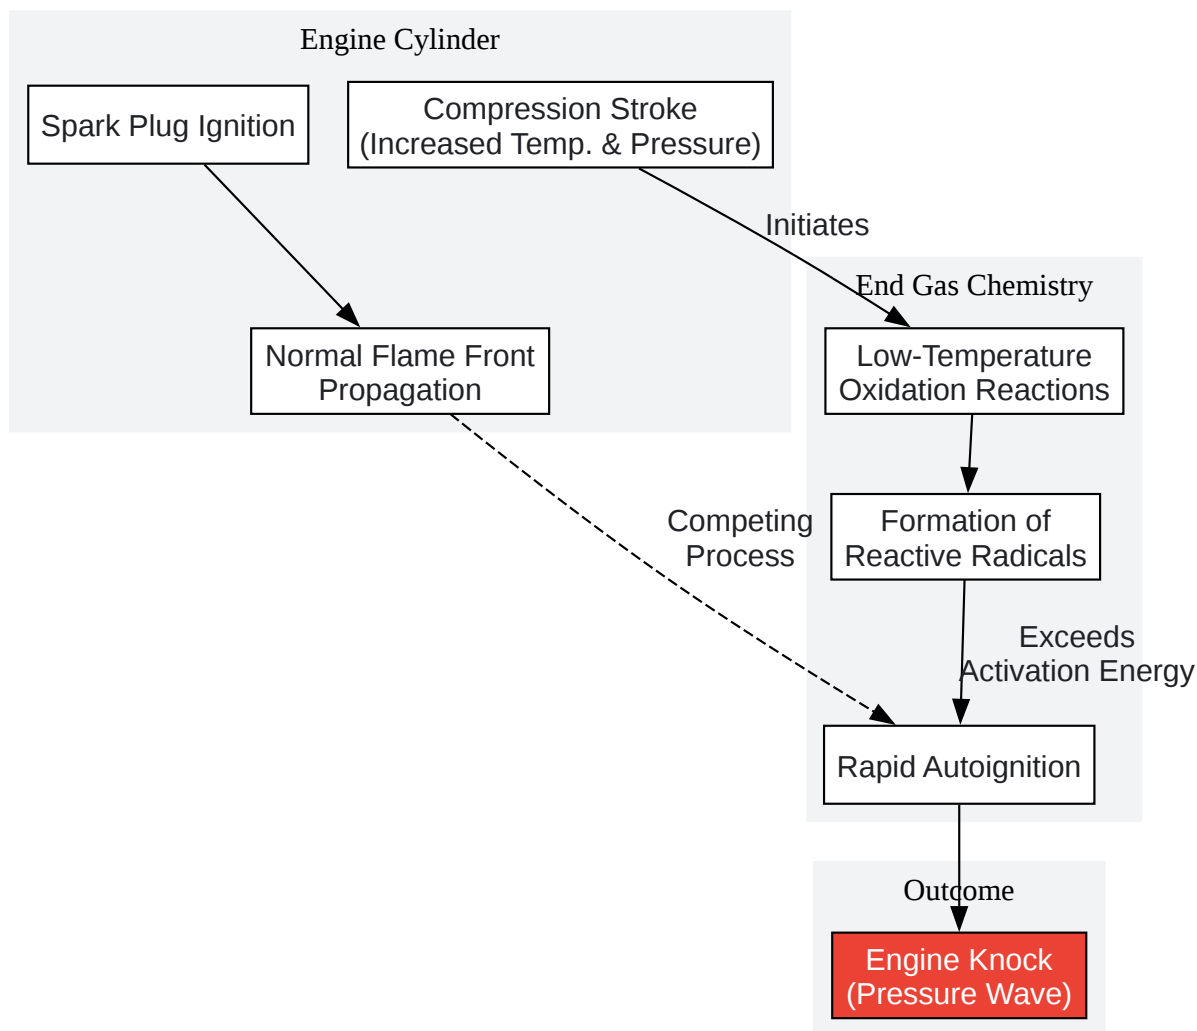 Engine Cylinder
Spark Plug Ignition
Compression Stroke
(Increased Temp. & Pressure)
Initiates
End Gas Chemistry
Normal Flame Front
Propagation
Low-Temperature
Oxidation Reactions
Competing
Process
Formation of
Reactive Radicals
Exceeds
Activation Energy
Rapid Autoignition
Outcome
Engine Knock
(Pressure Wave)